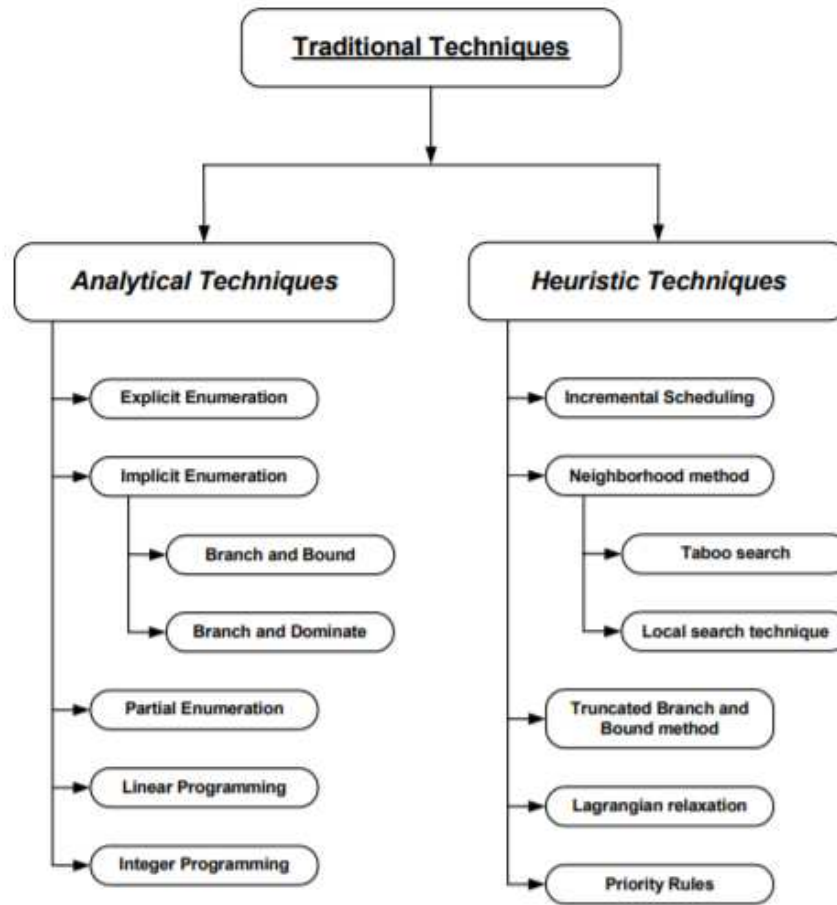 Traditional Techniques
Analytical Techniques
Explicit Enumeration
Implicit Enumeration
Branch and Bound
Branch and Dominate
Partial Enumeration
Linear Programming
Integer Programming
Heuristic Techniques
Incremental Scheduling
Neighborhood method
Taboo search
Local search technique
Truncated Branch and
Bound method
Lagrangian relaxation
Priority Rules